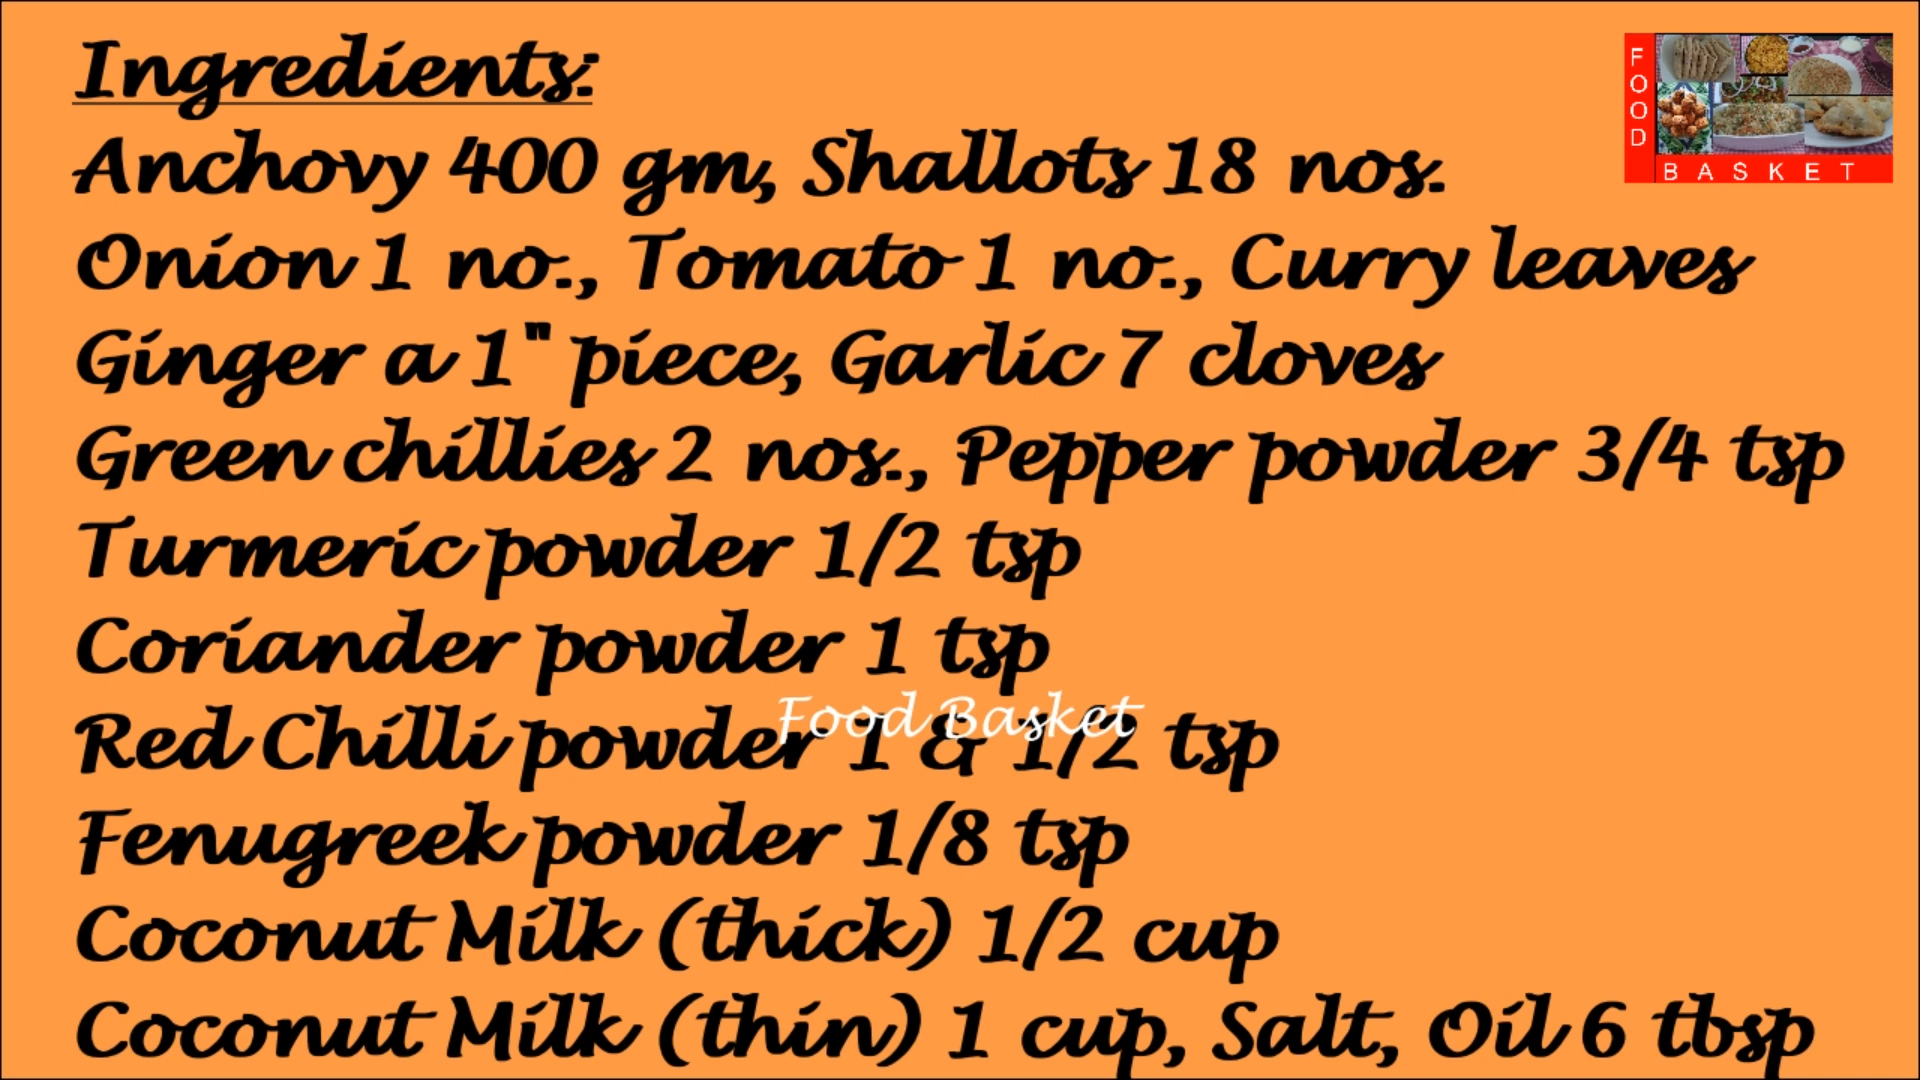 Ingredients:
FOOD
BASKET
Anchovy 400 gm, Shallots 18 nos.
Onion 1 no., Tomato 1 no., Curry leaves
Ginger a 1" piece, Garlic 7 cloves
Green chillies 2 nos., Pepper powder 3/4 tsp
Turmeric powder 1/2 tsp
Coriander powder 1 tsp
Food Basket
Red Chilli powder 1 & 1/2 tsp
Fenugreek powder 1/8 tsp
Coconut Milk (thick) 1/2 cup
Coconut Milk (thin) 1 cup, Salt, Oil 6 tbsp